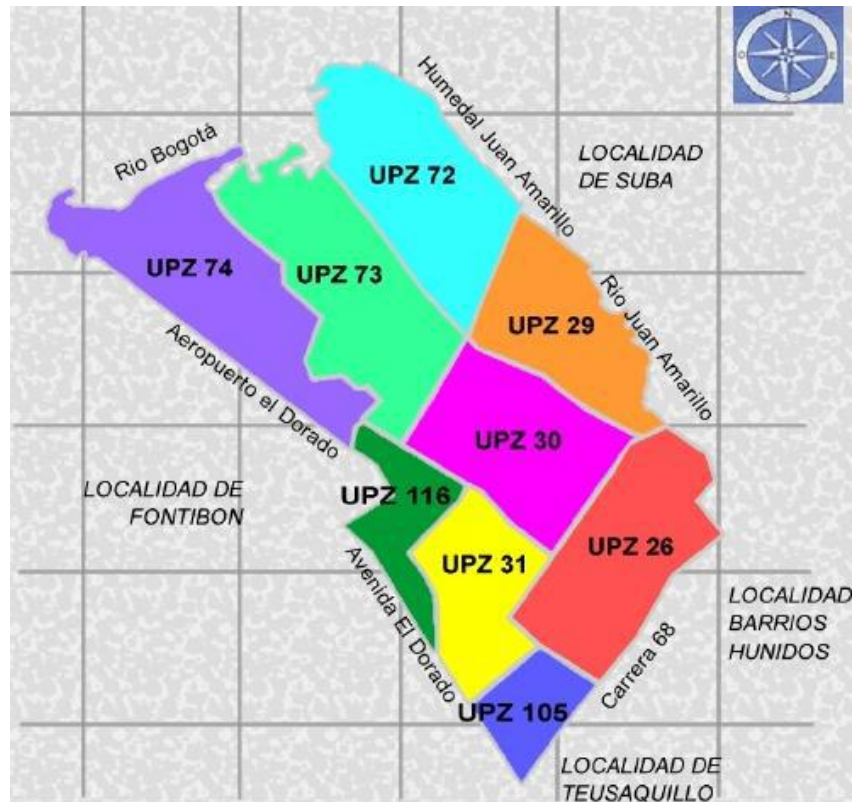 N
O
E
S
Humedal Juan Amarillo
LOCALIDAD
DE SUBA
Rio Bogotá
UPZ 72
UPZ 74
UPZ 73
UPZ 29
Rio Juan Amarillo
Aeropuerto el Dorado
UPZ 30
LOCALIDAD DE
FONTIBON
UPZ 116
UPZ 31
UPZ 26
Avenida El Dorado
LOCALIDAD
BARRIOS
HUNIDOS
Carrera 68
UPZ 105
LOCALIDAD DE
TEUSAQUILLO